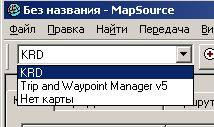 Без названия - MapSource
Файл Правка Найти Передача Ви
KRD
KRD
Trip and Waypoint Manager v5
Нет карты